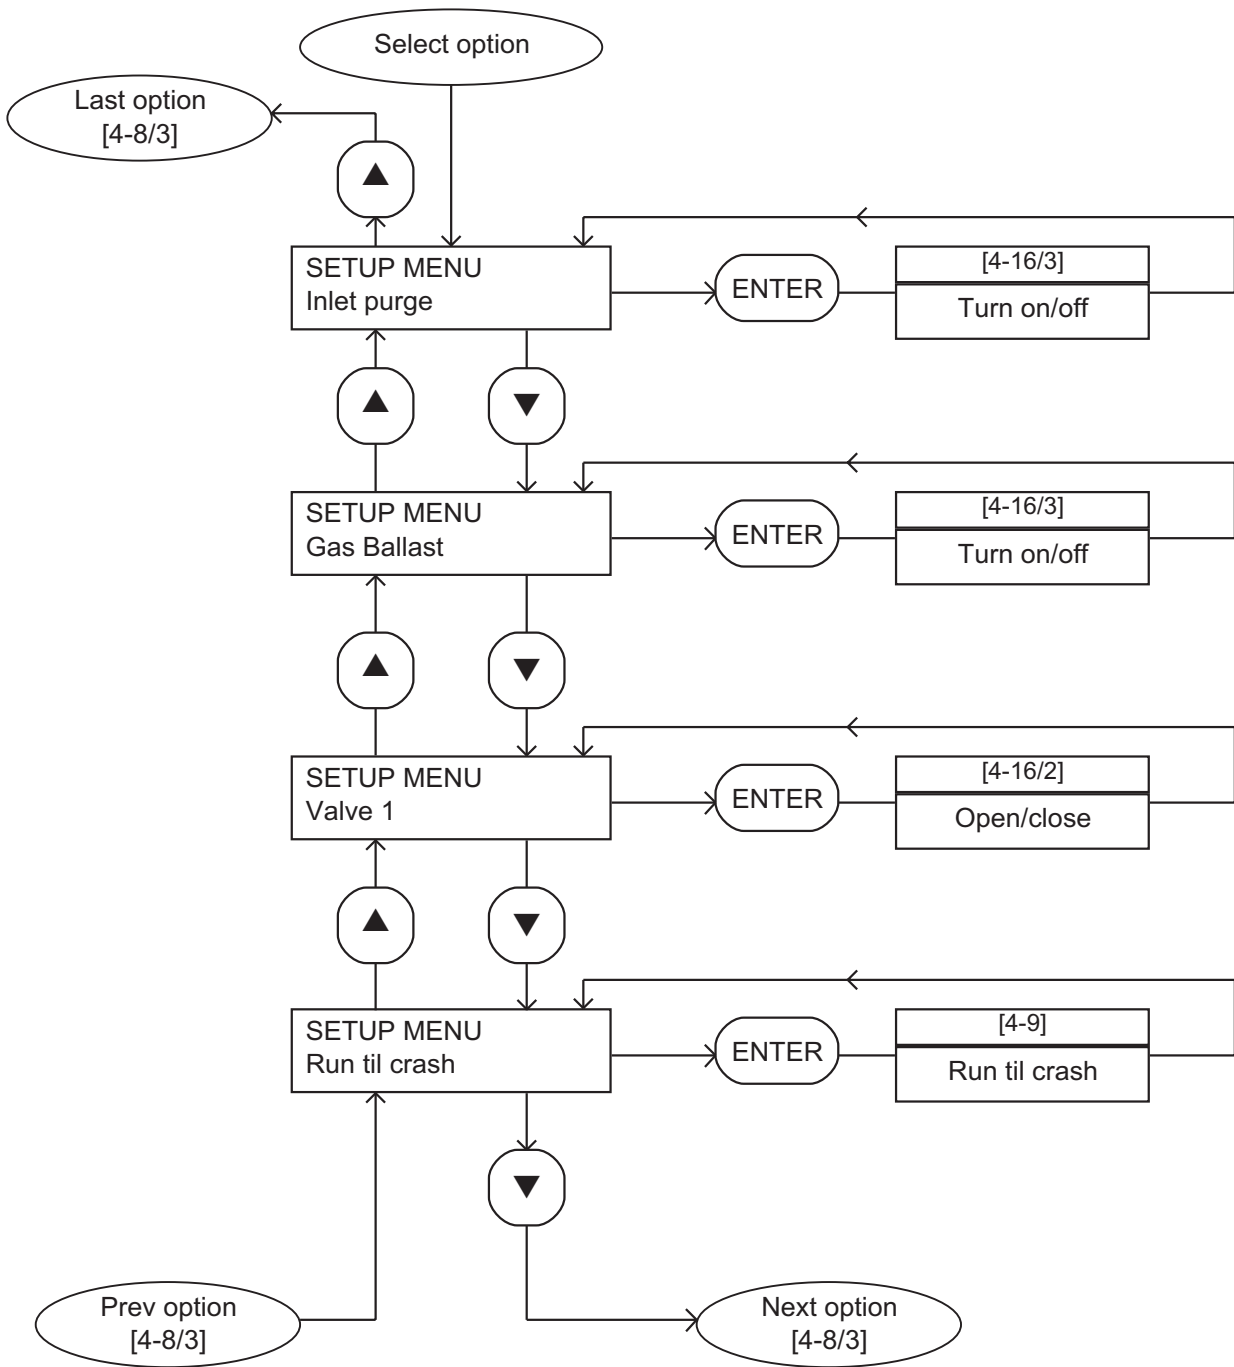 Select option
Last option
[4-8/3]
SETUP MENU
Inlet purge
ENTER
[4-16/3]
Turn on/off
SETUP MENU
Gas Ballast
ENTER
[4-16/3]
Turn on/off
SETUP MENU
Valve 1
ENTER
[4-16/2]
Open/close
SETUP MENU
Run til crash
ENTER
[4-9]
Run til crash
Prev option
[4-8/3]
Next option
[4-8/3]